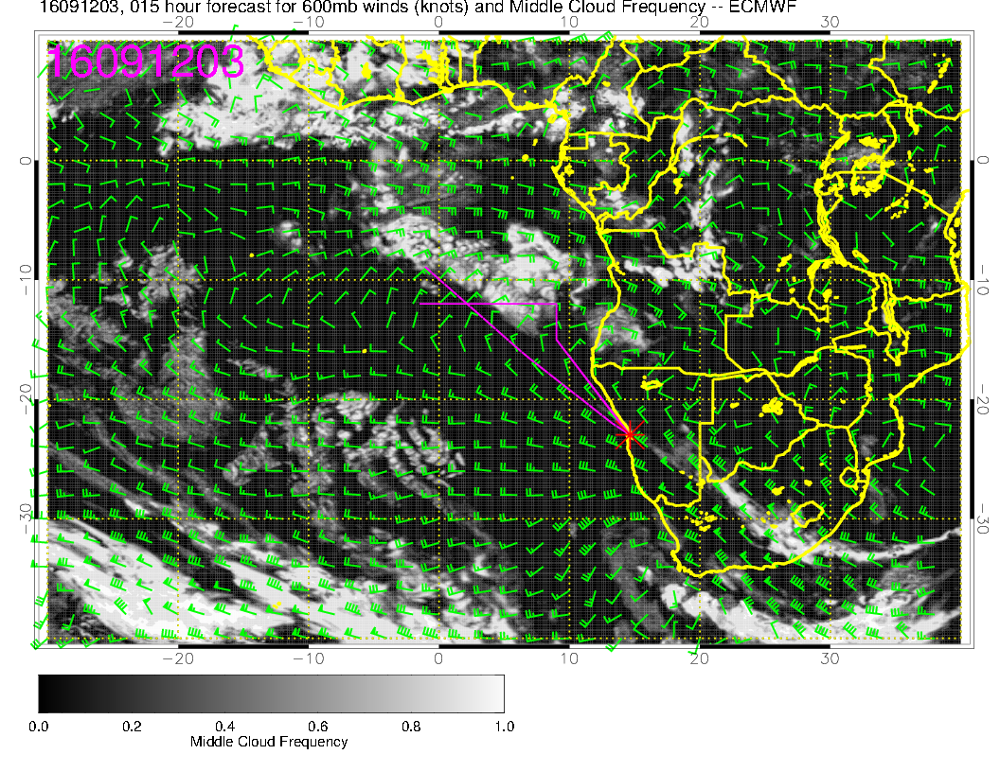 16091203, 015 hour forecast for 600mb winds (knots) and Middle Cloud Frequency -- ECMWF
−20 −10 0 10 20 30
16091203
0 0
−10 −10
−20 −20
−30 −30
−20 −10 0 10 20 30
0.0 0.2 0.4 0.6 0.8 1.0
Middle Cloud Frequency